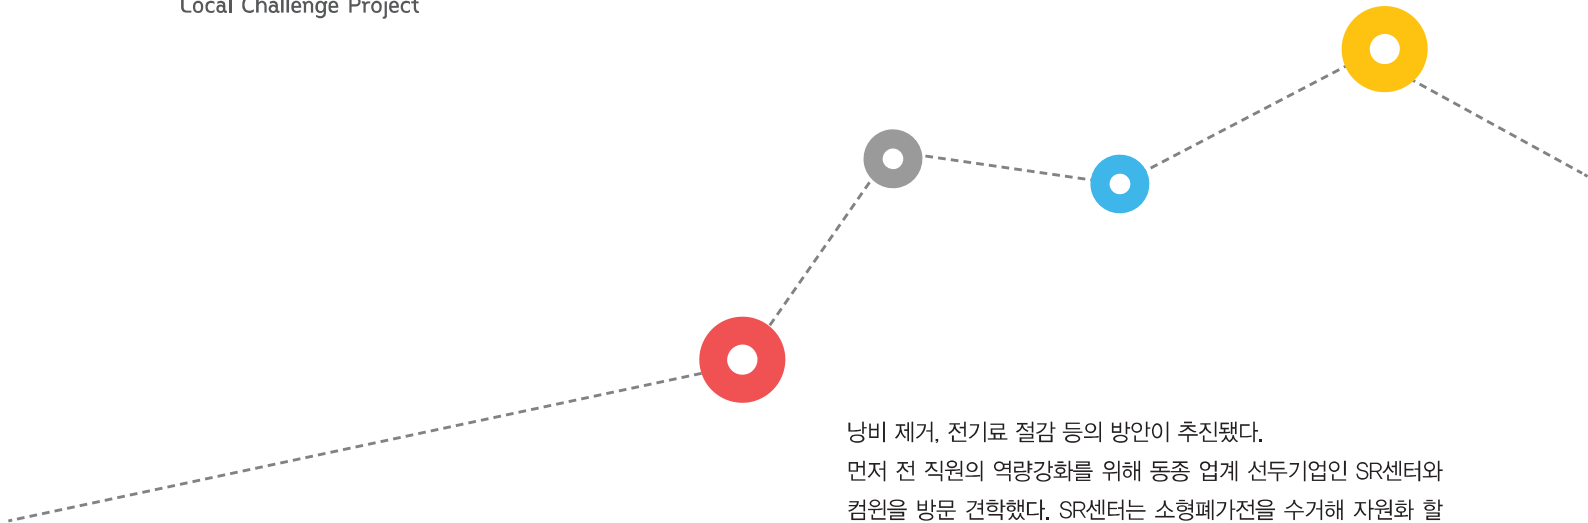 Local Challenge Project
낭비 제거, 전기료 절감 등의 방안이 추진됐다.
먼저 전 직원의 역량강화를 위해 동종 업계 선두기업인 SR센터와
컴윈을 방문 견학했다. SR센터는 소형폐가전을 수거해 자원화 할